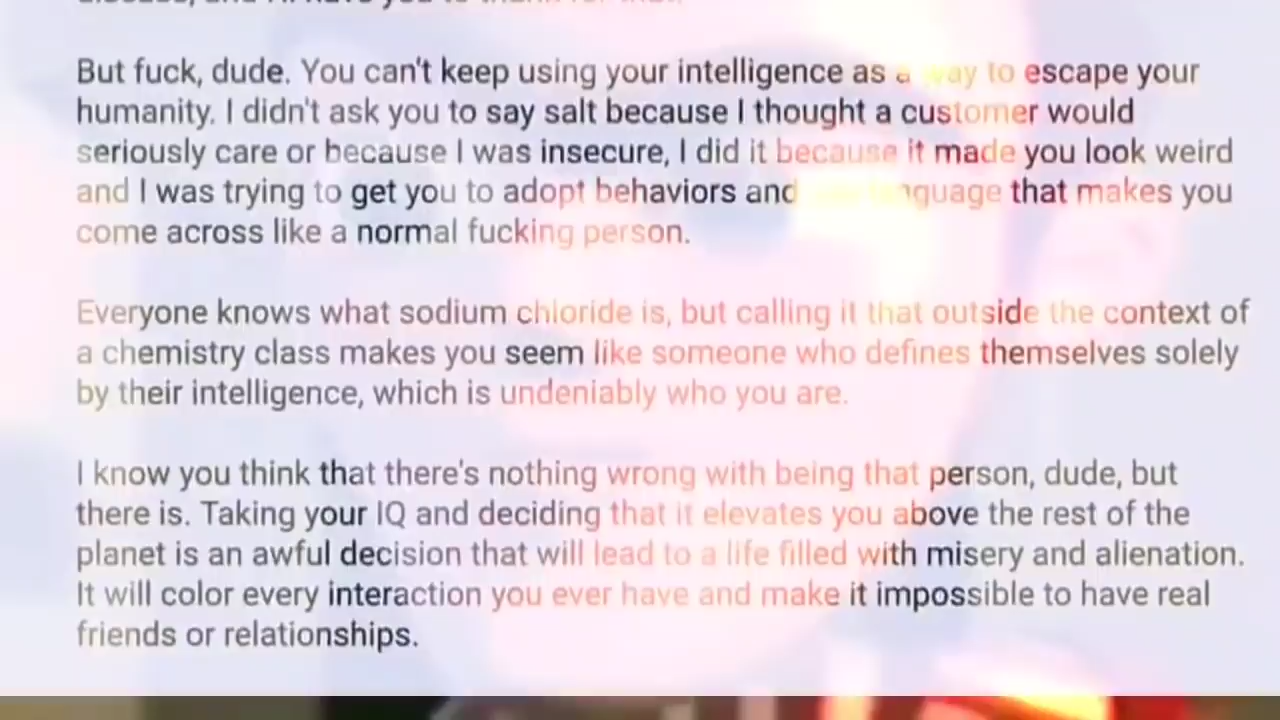 But fuck, dude. You can't keep using your intelligence as a way to escape your
humanity. I didn't ask you to say salt because I thought a customer would
seriously care or because I was insecure, I did it because it made you look weird
and I was trying to get you to adopt behaviors and language that makes you
come across like a normal fucking person.
Everyone knows what sodium chloride is, but calling it that outside the context of
a chemistry class makes you seem like someone who defines themselves solely
by their intelligence, which is undeniably who you are.
I know you think that there's nothing wrong with being that person, dude, but
there is. Taking your IQ and deciding that it elevates you above the rest of the
planet is an awful decision that will lead to a life filled with misery and alienation.
It will color every interaction you ever have and make it impossible to have real
friends or relationships.